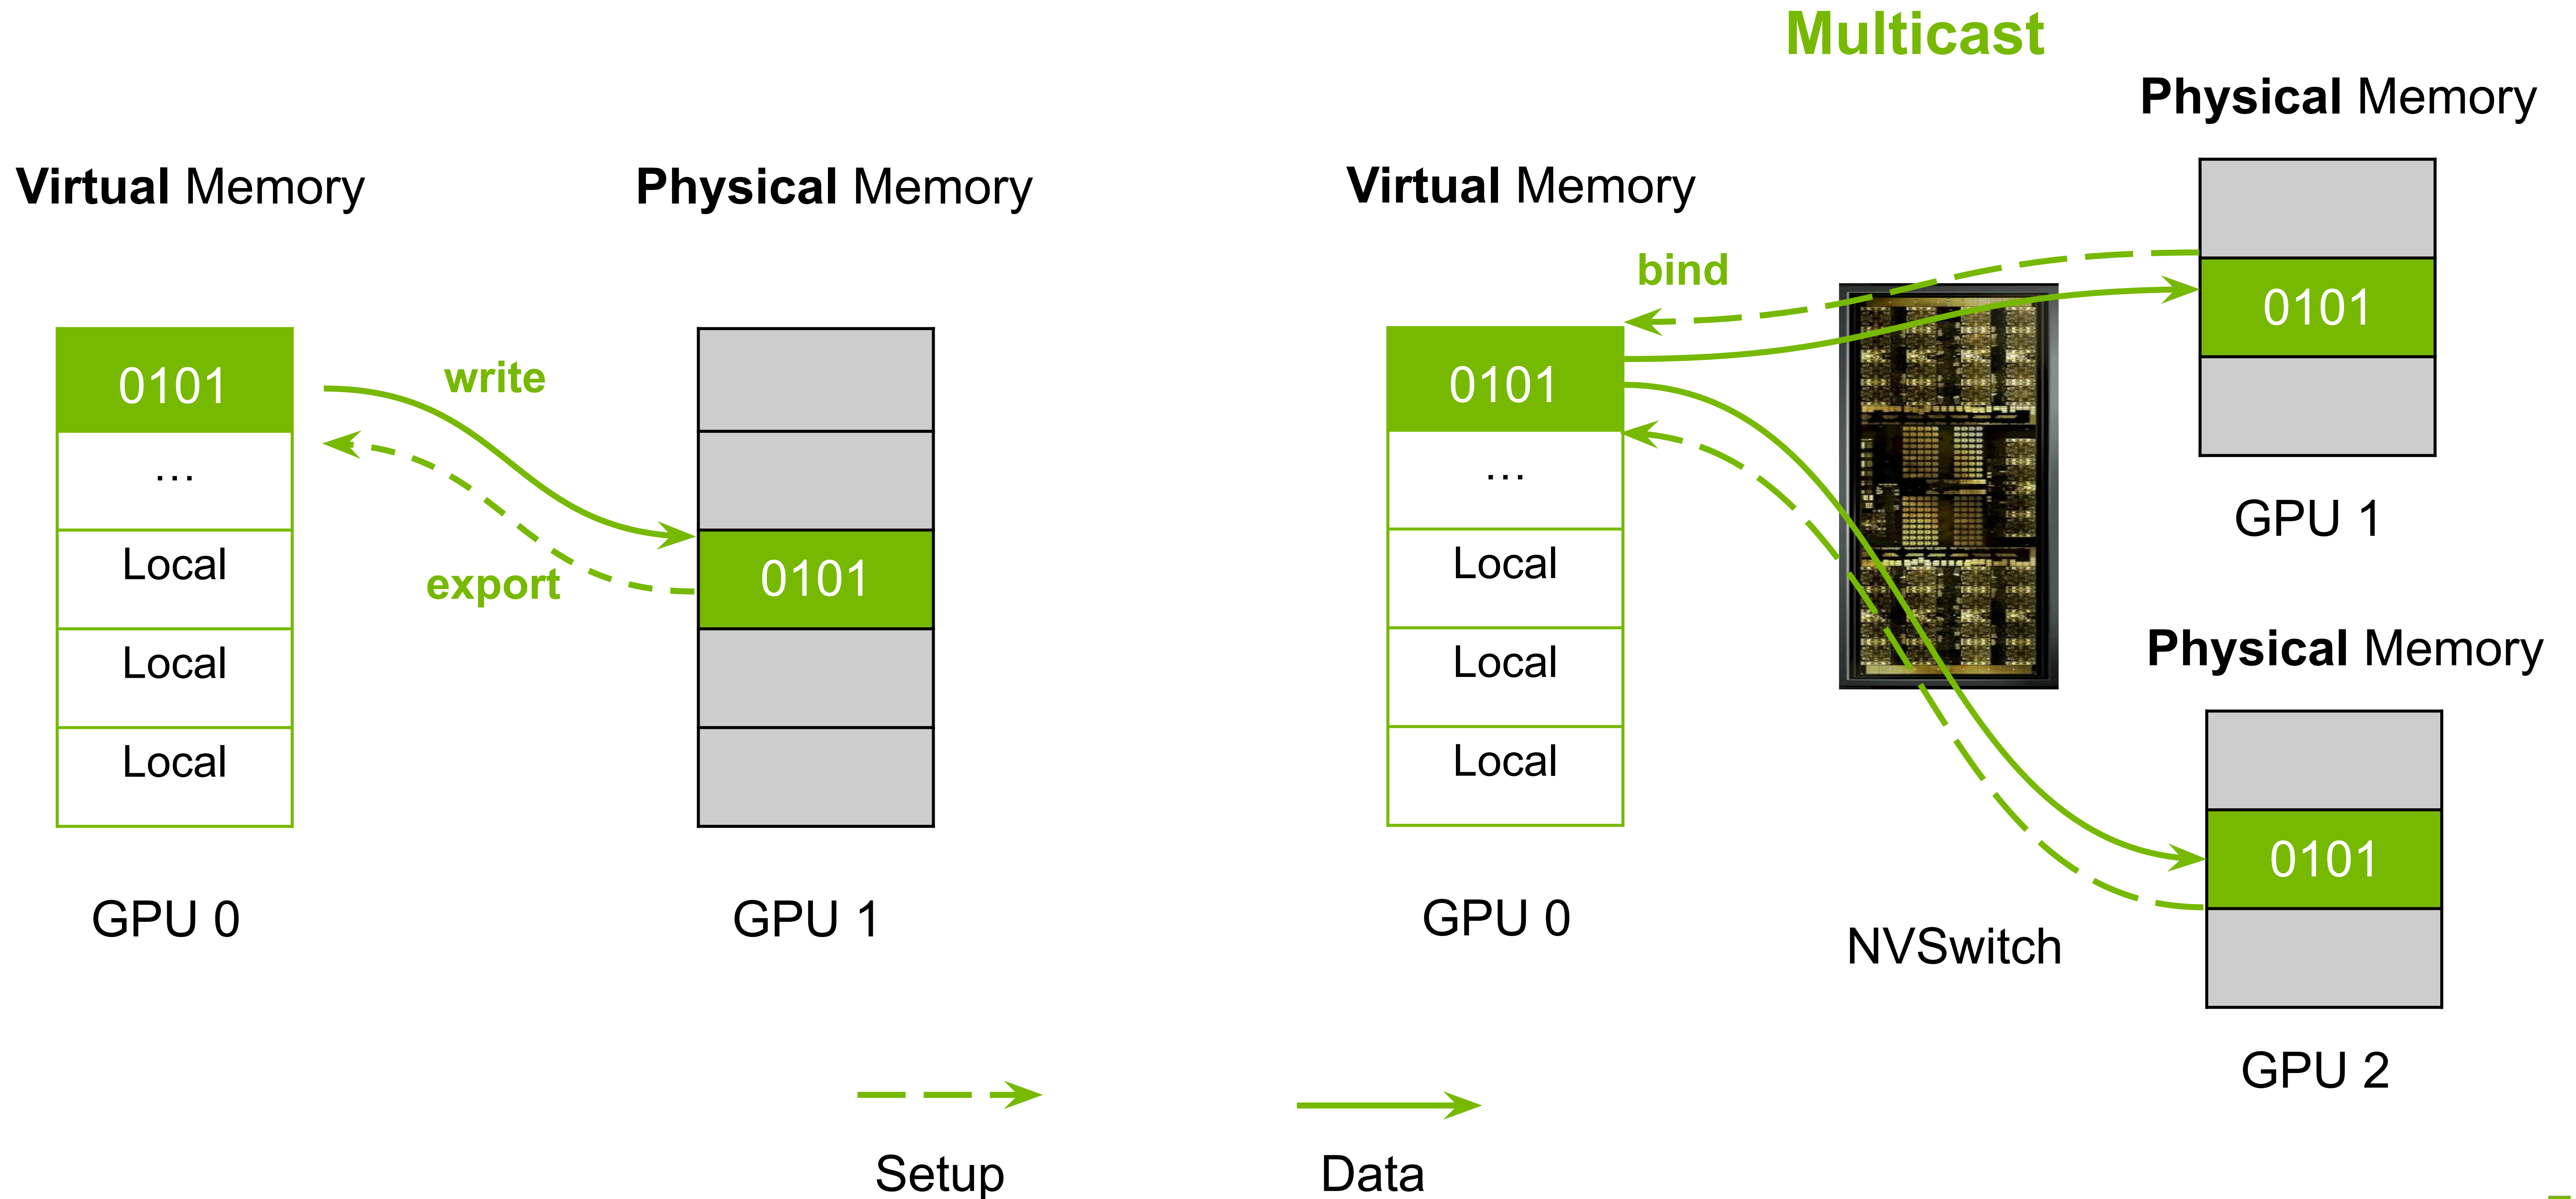 Multicast
Virtual Memory
Physical Memory
0101
…
Local
Local
Local
write
export
0101
GPU 0
GPU 1
Virtual Memory
Physical Memory
bind
0101
…
Local
Local
Local
0101
GPU 1
Physical Memory
0101
GPU 0
NVSwitch
GPU 2
Setup
Data